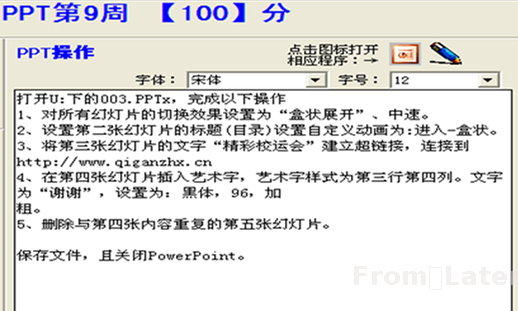 PPT第9周 【100】分
PPT操作
点击图标打开
相应程序：→
字体： 宋体 字号： 12
打开U:下的003.PPTx, 完成以下操作
1、对所有幻灯片的切换效果设置为“盒状展开”、中速。
2、设置第二张幻灯片的标题(目录)设置自定义动画为:进入-盒状。
3、将第三张幻灯片的文字“精彩校运会”建立超链接，连接到
http://www.qiganzhx.cn
4、在第四张幻灯片插入艺术字，艺术字样式为第三行第四列。文字
为“谢谢”，设置为：黑体，96，加
粗。
5、删除与第四张内容重复的第五张幻灯片。
保存文件，且关闭PowerPoint。
From Later